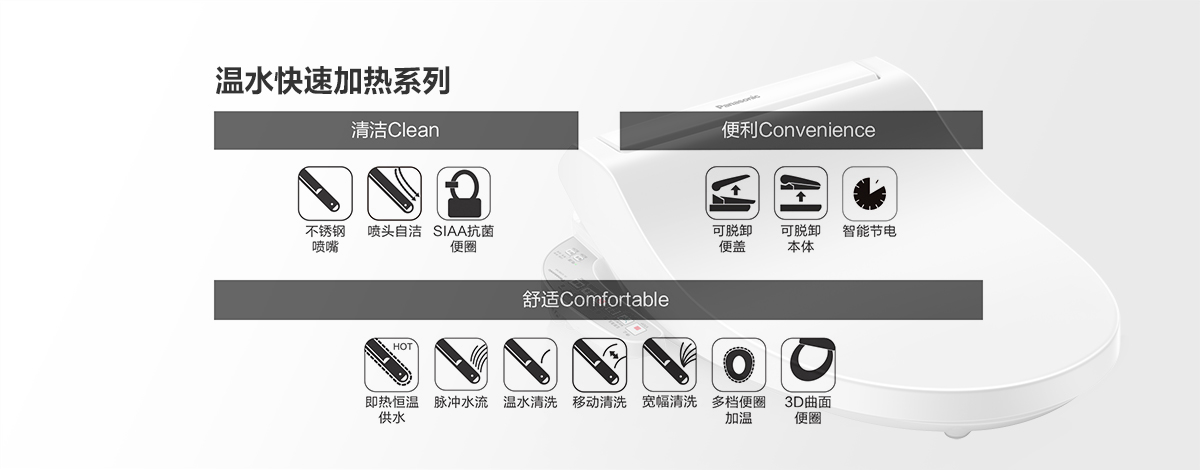 温水快速加热系列
Panasonic
清洁Clean
便利Convenience
不锈钢
喷嘴
喷头自洁
SIAA抗菌
便圈
可脱卸
便盖
可脱卸
本体
智能节电
舒适Comfortable
HOT
即热恒温
供水
脉冲水流
温水清洗
移动清洗
宽幅清洗
多档便圈
加温
3D曲面
便圈